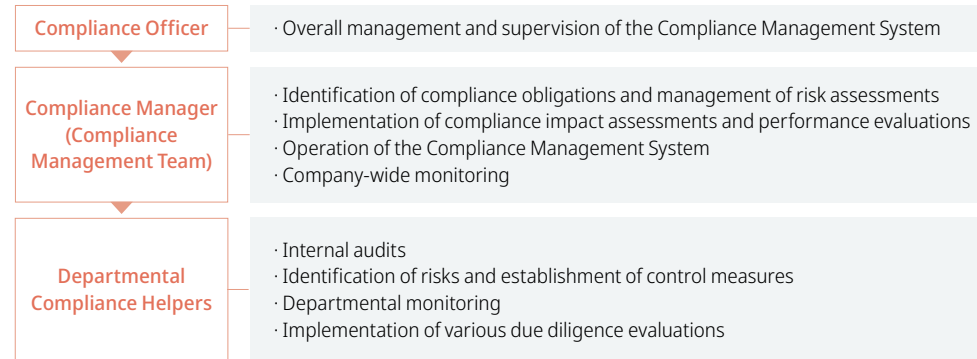 Compliance Officer
· Overall management and supervision of the Compliance Management System
Compliance Manager
(Compliance
Management Team)
· Identification of compliance obligations and management of risk assessments
· Implementation of compliance impact assessments and performance evaluations
· Operation of the Compliance Management System
· Company-wide monitoring
Departmental
Compliance Helpers
· Internal audits
· Identification of risks and establishment of control measures
· Departmental monitoring
· Implementation of various due diligence evaluations